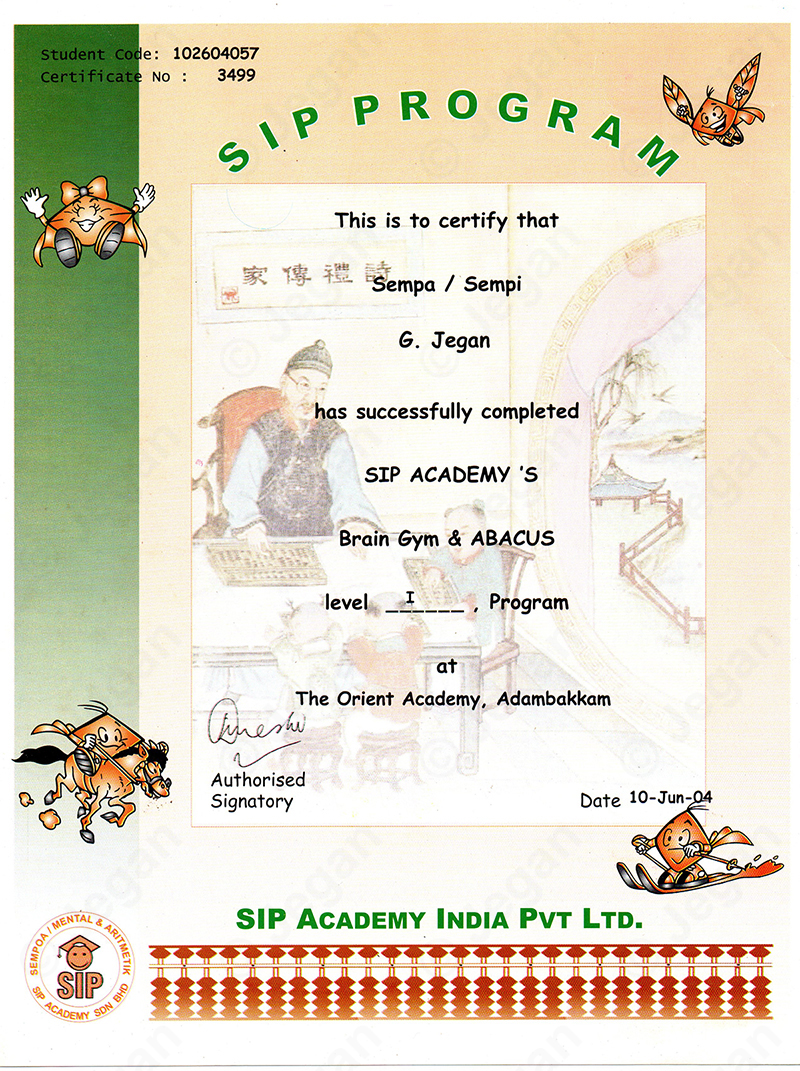 Student Code: 102604057
Certificate No : 3499
SIP PROGRAM
This is to certify that
家傳禮詩
Sempa / Sempi
G. Jegan
has successfully completed
SIP ACADEMY 'S
Brain Gym & ABACUS
level __I__ , Program
at
The Orient Academy, Adambakkam
Authorised
Signatory
Date 10-Jun-04
SIP ACADEMY INDIA PVT LTD.
SEMPOA / MENTAL & ARITMETIK
SIP
SIP ACADEMY SDN BHD
© Jegan